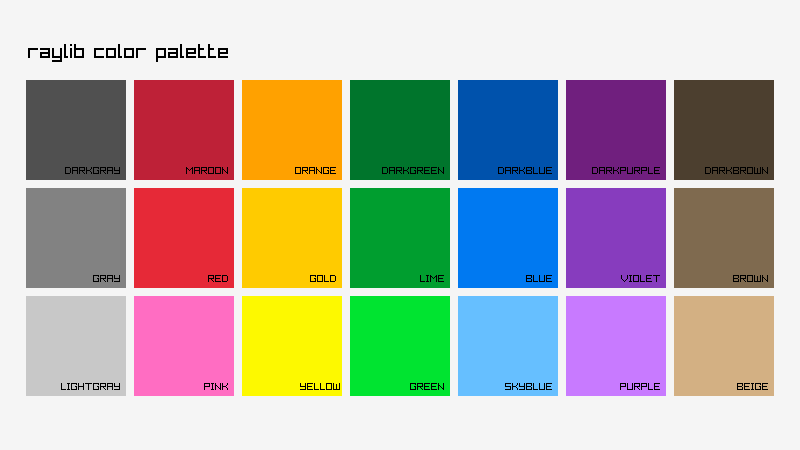 raylib color palette
DARKGRAY MAROON ORANGE DARKGREEN DARKBLUE DARKPURPLE DARKBROWN
GRAY RED GOLD LIME BLUE VIOLET BROWN
LIGHTGRAY PINK YELLOW GREEN SKYBLUE PURPLE BEIGE